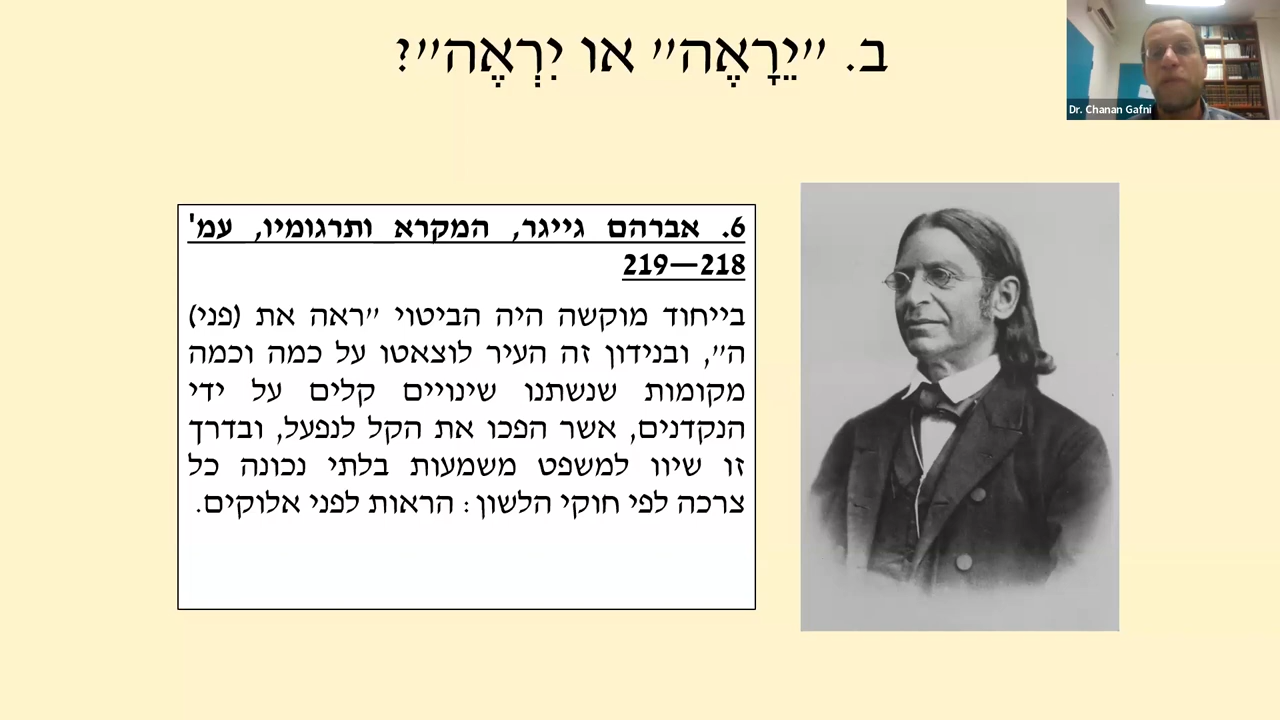 ב. "יֵרָאֶה" או יִרְאֶה"?
Dr. Chanan Gafni
6. אברהם גייגר, המקרא ותרגומיו, עמ'
218—219
בייחוד מוקשה היה הביטוי "ראה את (פני)
ה'", ובנידון זה העיר לוצאטו על כמה וכמה
מקומות שנשתנו שינויים קלים על ידי
הנקדנים, אשר הפכו את הקל לנפעל, ובדרך
זו שיוו למשפט משמעות בלתי נכונה כל
צרכה לפי חוקי הלשון: הראות לפני אלוקים.